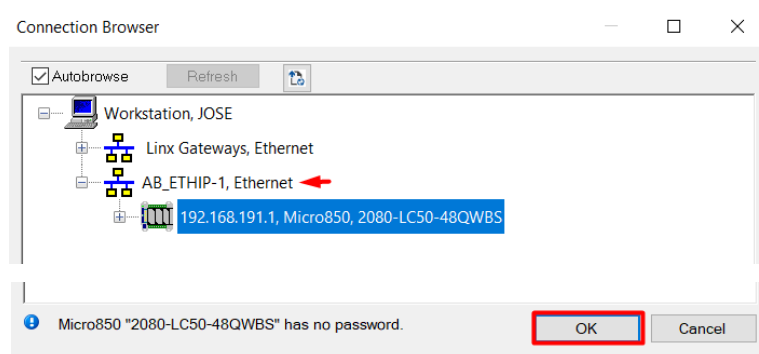 Connection Browser
Autobrowse Refresh
Workstation, JOSE
Linx Gateways, Ethernet
AB_ETHIP-1, Ethernet
192.168.191.1, Micro850, 2080-LC50-48QWBS
Micro850 "2080-LC50-48QWBS" has no password. OK Cancel